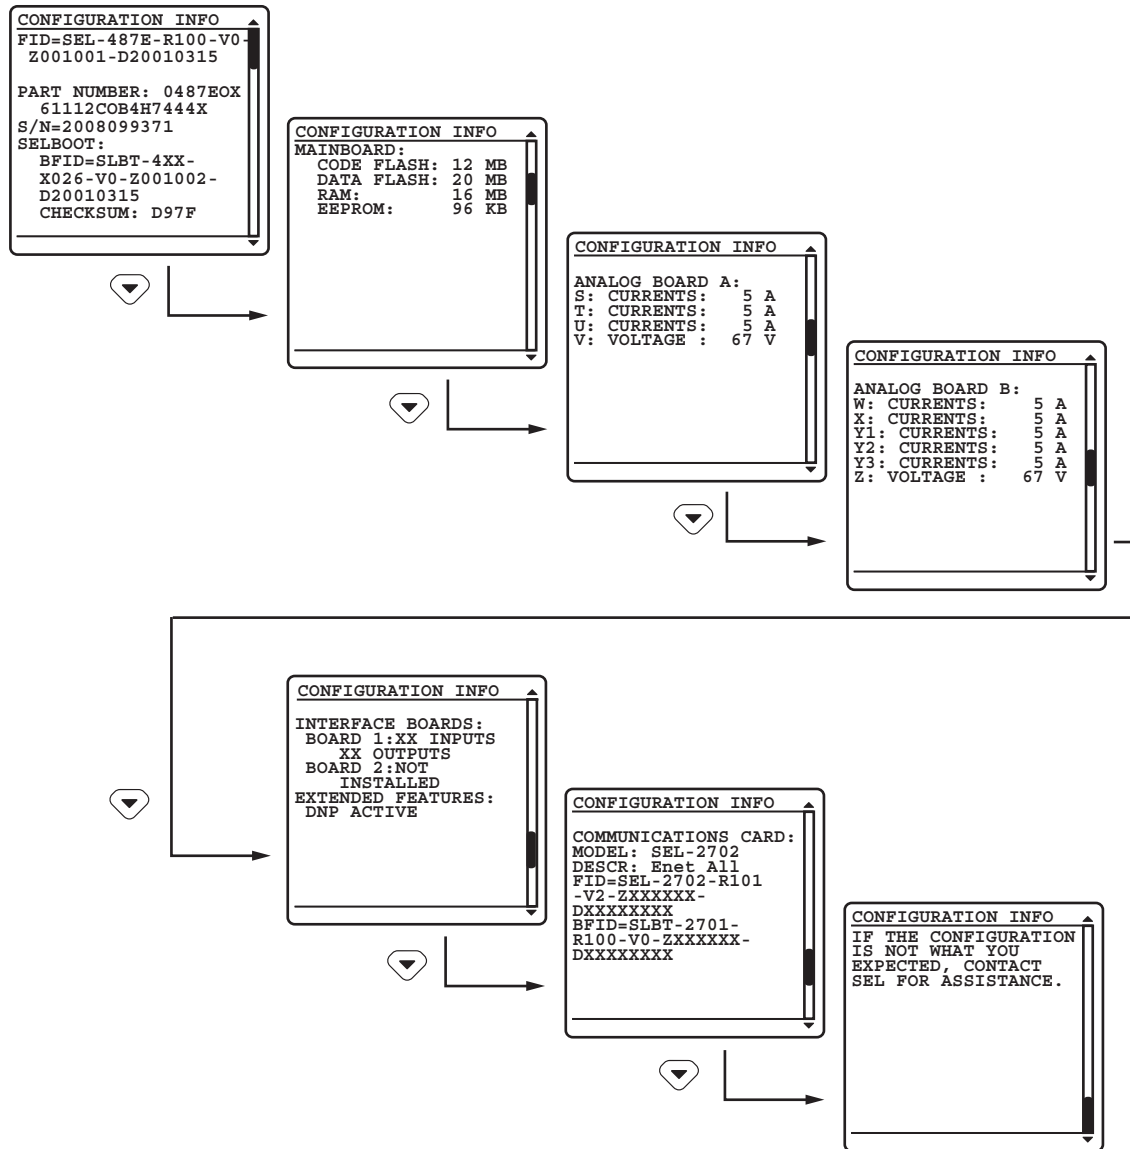 CONFIGURATION INFO
FID=SEL-487E-R100-V0-
Z001001-D20010315
PART NUMBER: 0487EOX
61112COB4H7444X
S/N=2008099371
SELBOOT:
BFID=SLBT-4XX-
X026-V0-Z001002-
D20010315
CHECKSUM: D97F
CONFIGURATION INFO
MAINBOARD:
CODE FLASH: 12 MB
DATA FLASH: 20 MB
RAM: 16 MB
EEPROM: 96 KB
CONFIGURATION INFO
ANALOG BOARD A:
S: CURRENTS: 5 A
T: CURRENTS: 5 A
U: CURRENTS: 5 A
V: VOLTAGE : 67 V
CONFIGURATION INFO
ANALOG BOARD B:
W: CURRENTS: 5 A
X: CURRENTS: 5 A
Y1: CURRENTS: 5 A
Y2: CURRENTS: 5 A
Y3: CURRENTS: 5 A
Z: VOLTAGE : 67 V
CONFIGURATION INFO
INTERFACE BOARDS:
BOARD 1:XX INPUTS
XX OUTPUTS
BOARD 2:NOT
INSTALLED
EXTENDED FEATURES:
DNP ACTIVE
CONFIGURATION INFO
COMMUNICATIONS CARD:
MODEL: SEL-2702
DESCR: Enet All
FID=SEL-2702-R101
-V2-ZXXXXXX-
DXXXXXXXX
BFID=SLBT-2701-
R100-V0-ZXXXXXX-
DXXXXXXXX
CONFIGURATION INFO
IF THE CONFIGURATION
IS NOT WHAT YOU
EXPECTED, CONTACT
SEL FOR ASSISTANCE.